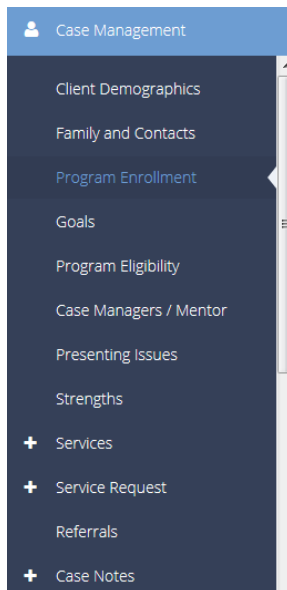 Case Management
Client Demographics
Family and Contacts
Program Enrollment
Goals
Program Eligibility
Case Managers / Mentor
Presenting Issues
Strengths
+ Services
+ Service Request
Referrals
+ Case Notes